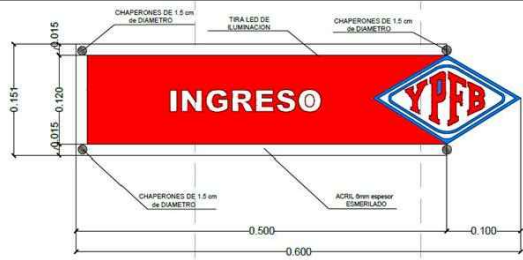 CHAPERONES DE 1.5 cm
de DIAMETRO
TIRA LED DE
ILUMINACION
CHAPERONES DE 1.5 cm
de DIAMETRO
0.015
0.151
0.120
0.015
INGRESO
YPFB
CHAPERONES DE 1.5 cm
de DIAMETRO
ACRIL 6mm espesor
ESMERILADO
0.500
0.100
0.600